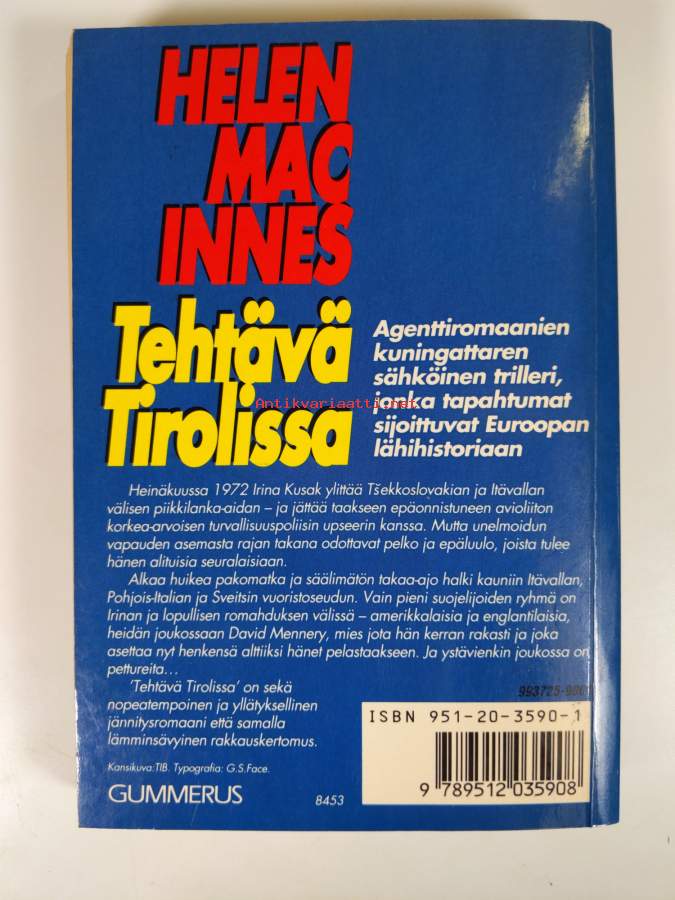 HELEN
MAC
INNES
Tehtävä
Tirolissa
Agenttiromaanien
kuningattaren
sähköinen trilleri,
jonka tapahtumat
sijoittuvat Euroopan
lähihistoriaan
Antikvariaatti.net
Heinäkuussa 1972 Irina Kusak ylittää Tšekkoslovakian ja Itävallan
välisen piikkilanka-aidan – ja jättää taakseen epäonnistuneen avioliiton
korkea-arvoisen turvallisuuspoliisin upseerin kanssa. Mutta unelmoidun
vapauden asemasta rajan takana odottavat pelko ja epäluulo, joista tulee
hänen alituisia seuralaisiaan.
Alkaa huikea pakomatka ja säälimätön takaa-ajo halki kauniin Itävallan,
Pohjois-Italian ja Sveitsin vuoristoseudun. Vain pieni suojelijoiden ryhmä on
Irinan ja lopullisen romahduksen välissä – amerikkalaisia ja englantilaisia,
heidän joukossaan David Mennery, mies jota hän kerran rakasti ja joka
asettaa nyt henkensä alttiiksi hänet pelastaakseen. Ja ystävienkin joukossa on
pettureita...
'Tehtävä Tirolissa' on sekä
nopeatempoinen ja yllätyksellinen
jännitysromaani että samalla
lämminsävyinen rakkauskertomus.
Kansikuva: TIB. Typografia: G.S.Face.
GUMMERUS
8453
ISBN 951-20-3590-1
9 789512 035908